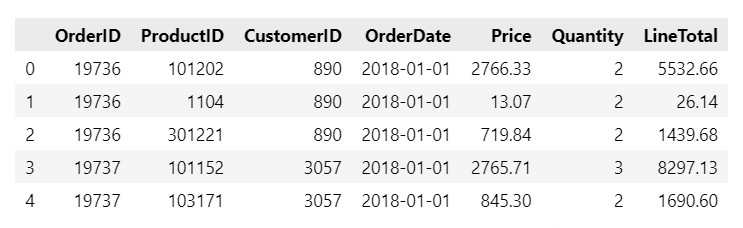 OrderID ProductID CustomerID OrderDate Price Quantity LineTotal
0 19736 101202 890 2018-01-01 2766.33 2 5532.66
1 19736 1104 890 2018-01-01 13.07 2 26.14
2 19736 301221 890 2018-01-01 719.84 2 1439.68
3 19737 101152 3057 2018-01-01 2765.71 3 8297.13
4 19737 103171 3057 2018-01-01 845.30 2 1690.60